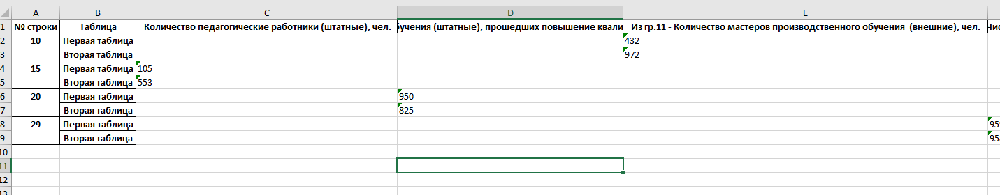 A B C D E
1 № строки Таблица Количество педагогические работники (штатные), чел. бучения (штатные), прошедших повышение квали Из гр.11 - Количество мастеров производственного обучения (внешние), чел. Чис
2 10 Первая таблица 432
3 Вторая таблица 972
4 15 Первая таблица 105
5 Вторая таблица 553
6 20 Первая таблица 950
7 Вторая таблица 825
8 29 Первая таблица 95
9 Вторая таблица 95
10
11
12
13